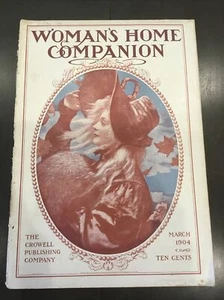 WOMAN'S HOME
COMPANION
THE
CROWELL
PUBLISHING
COMPANY
MARCH
1904
TEN CENTS